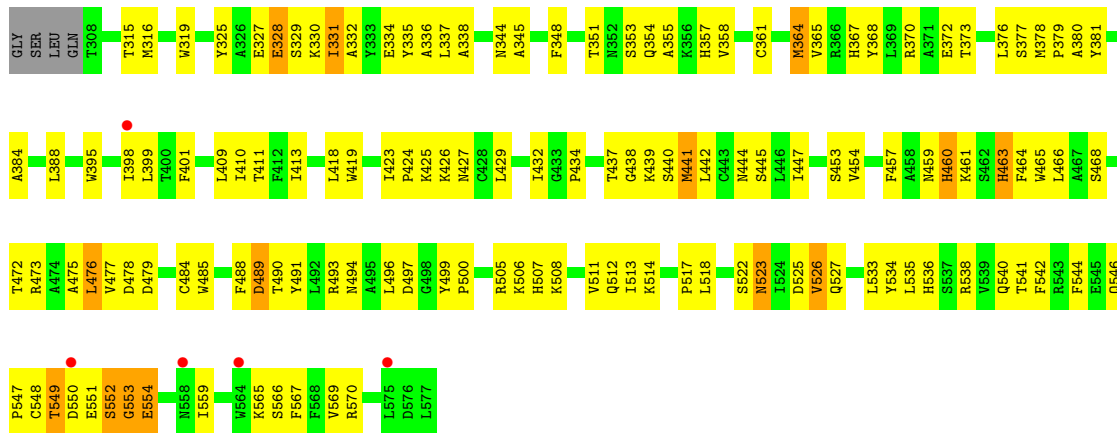 GLY SER LEU GLN T308 T315 M316 W319 Y325 A326 E327 E328 S329 K330 I331 A332 Y333 E334 Y335 A336 L337 A338 N344 A345 F348 T351 N352 S353 Q354 A355 K356 H357 V358 C361 M364 V365 R366 H367 Y368 L369 R370 A371 E372 T373 L376 S377 M378 P379 A380 Y381
A384 L388 W395 I398 L399 T400 F401 L409 I410 T411 F412 I413 L418 W419 I423 P424 K425 K426 N427 C428 L429 I432 G433 P434 T437 G438 K439 S440 M441 L442 C443 N444 S445 L446 I447 S453 V454 F457 A458 N459 H460 K461 S462 H463 F464 W465 L466 A467 S468
T472 R473 A474 A475 L476 V477 D478 D479 C484 W485 F488 D489 T490 Y491 L492 R493 N494 A495 L496 D497 G498 Y499 P500 R505 K506 H507 K508 V511 Q512 I513 K514 P517 L518 S522 N523 I524 D525 V526 Q527 L533 Y534 L535 H536 S537 R538 V539 Q540 T541 F542 R543 F544 E545 Q546
P547 C548 T549 D550 E551 S552 G553 E554 N558 I559 W564 K565 S566 F567 F568 V569 R570 L575 D576 L577